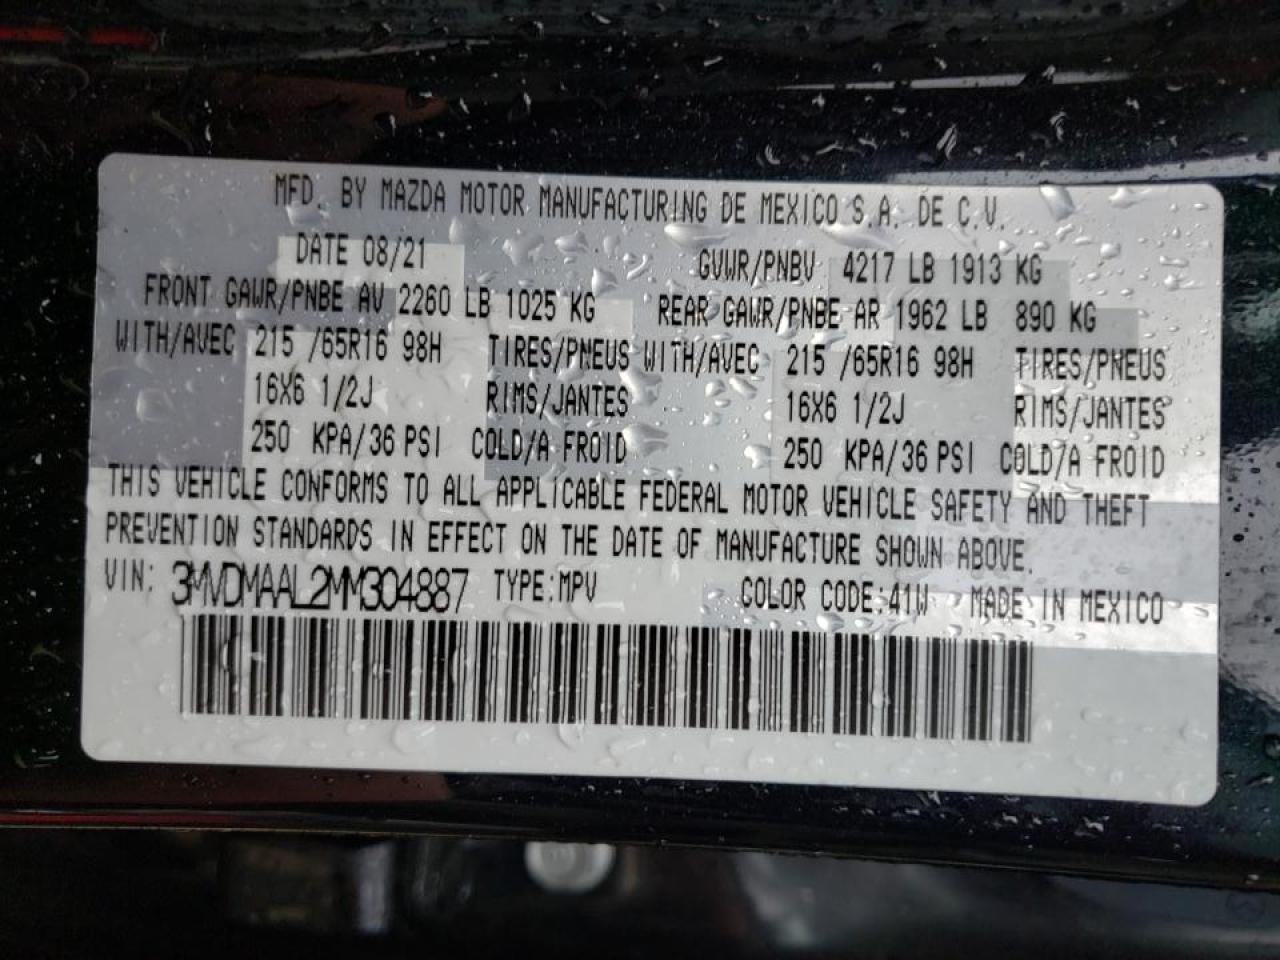 MFD. BY MAZDA MOTOR MANUFACTURING DE MEXICO S.A. DE C.V.
DATE 08/21 GVWR/PNBV 4217 LB 1913 KG
FRONT GAWR/PNBE AV 2260 LB 1025 KG REAR GAWR/PNBE AR 1962 LB 890 KG
WITH/AVEC 215 /65R16 98H TIRES/PNEUS WITH/AVEC 215 /65R16 98H TIRES/PNEUS
16X6 1/2J RIMS/JANTES 16X6 1/2J RIMS/JANTES
250 KPA/36 PSI COLD/A FROID 250 KPA/36 PSI COLD/A FROID
THIS VEHICLE CONFORMS TO ALL APPLICABLE FEDERAL MOTOR VEHICLE SAFETY AND THEFT
PREVENTION STANDARDS IN EFFECT ON THE DATE OF MANUFACTURE SHOWN ABOVE.
VIN: 3MVDMAAL2MM304887 TYPE:MPV COLOR CODE:41W MADE IN MEXICO